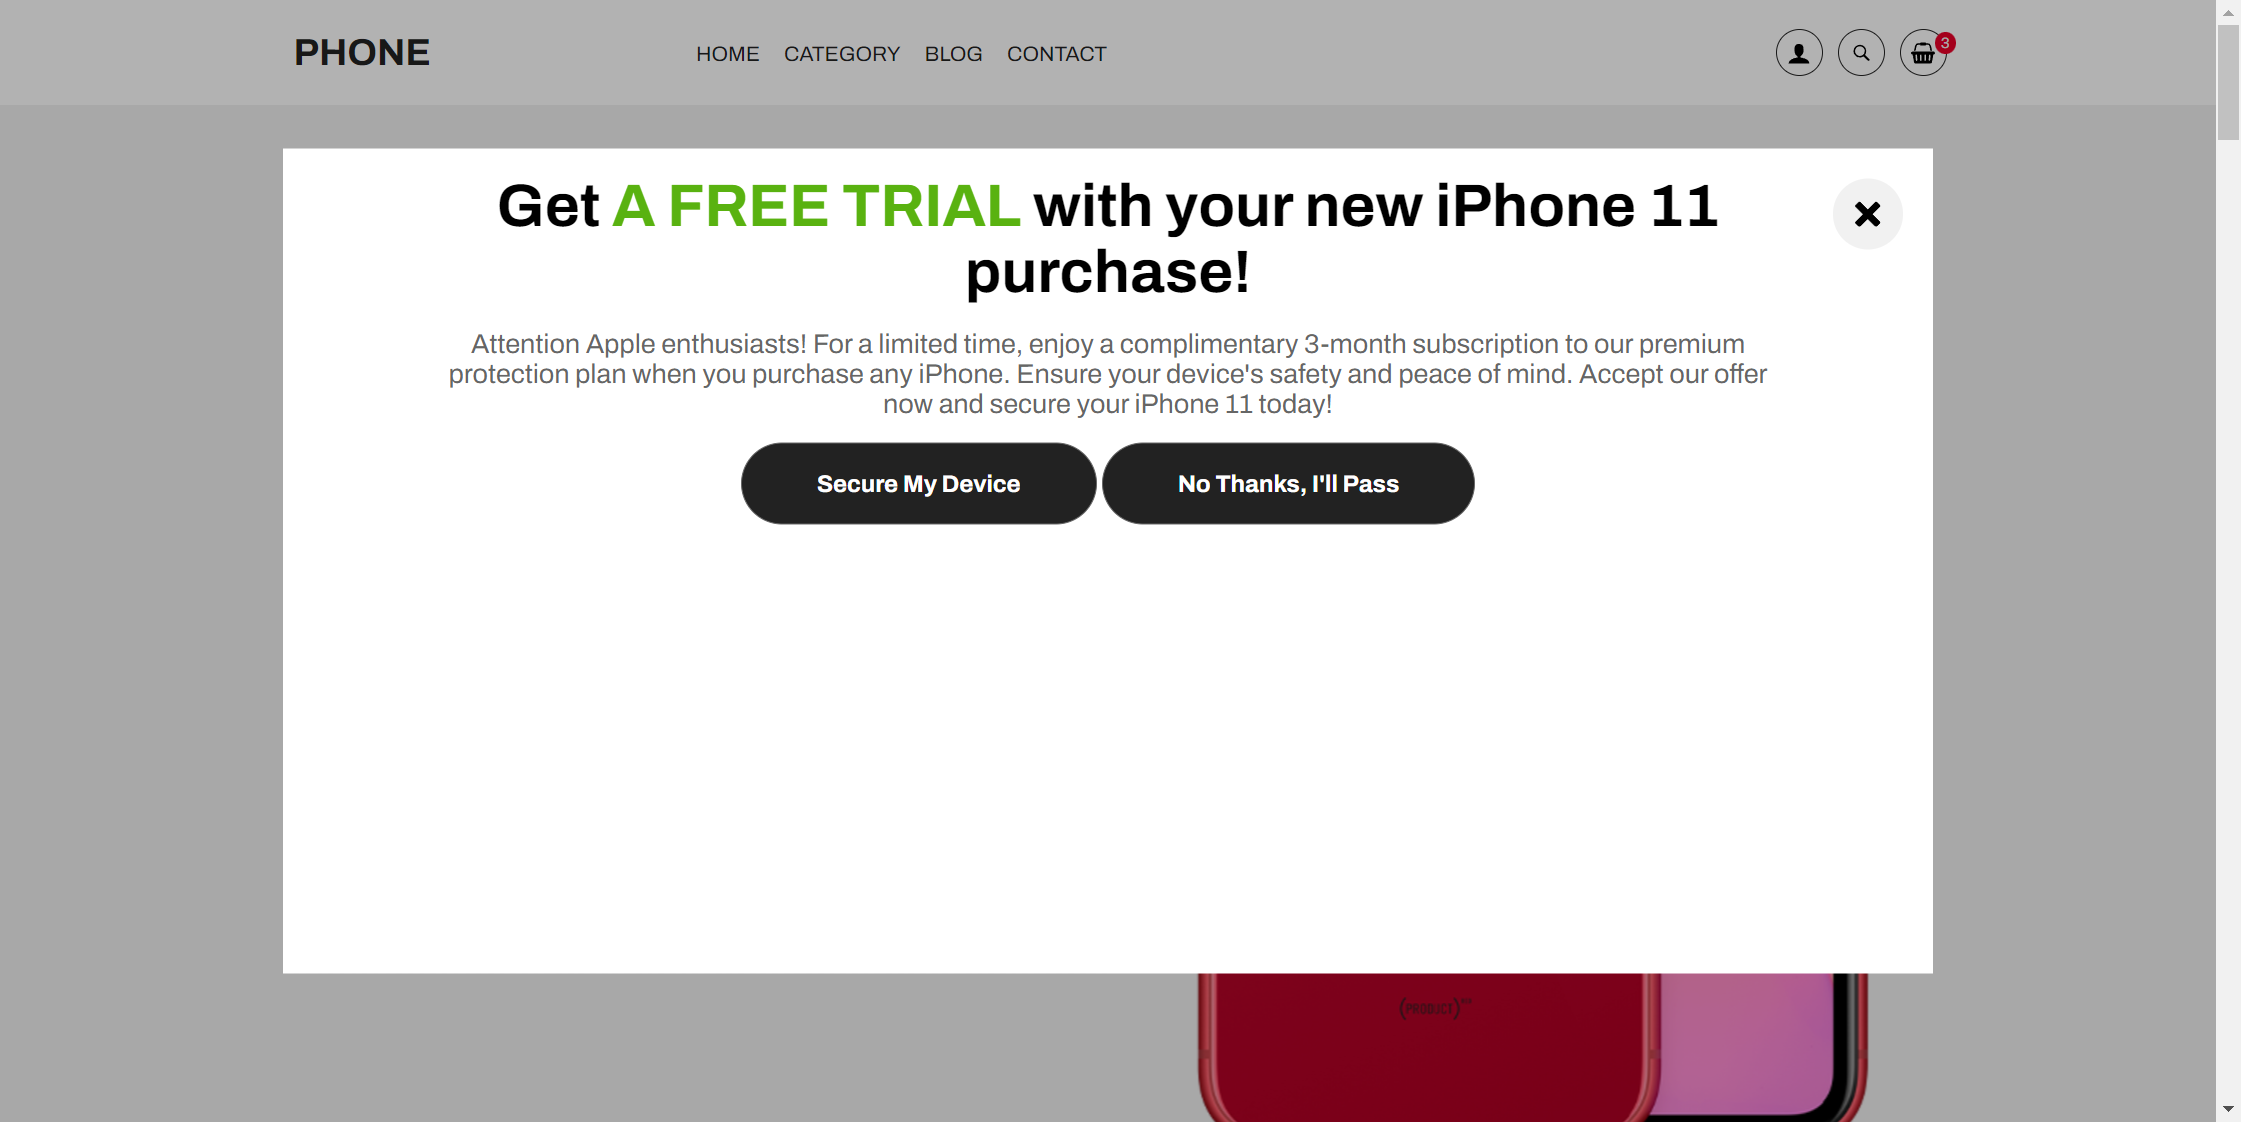 PHONE
HOME CATEGORY BLOG CONTACT
3
Get A FREE TRIAL with your new iPhone 11
purchase!
Attention Apple enthusiasts! For a limited time, enjoy a complimentary 3-month subscription to our premium
protection plan when you purchase any iPhone. Ensure your device's safety and peace of mind. Accept our offer
now and secure your iPhone 11 today!
Secure My Device No Thanks, I'll Pass
(PRODUCT)